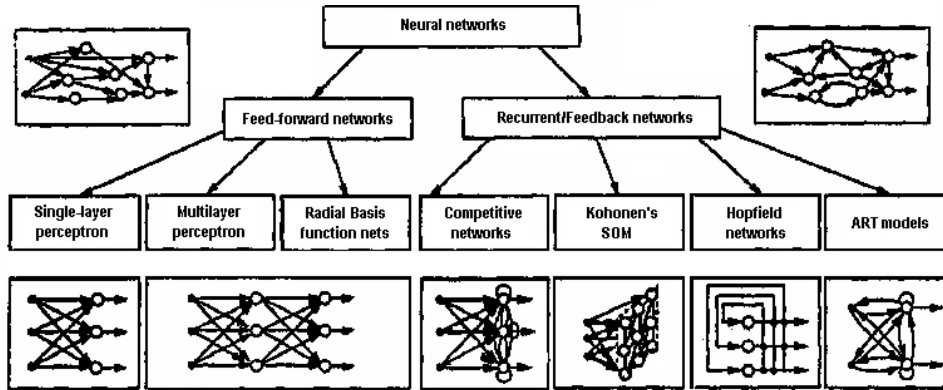 Neural networks
Feed-forward networks
Recurrent/Feedback networks
Single-layer
perceptron
Multilayer
perceptron
Radial Basis
function nets
Competitive
networks
Kohonen's
SOM
Hopfield
networks
ART models